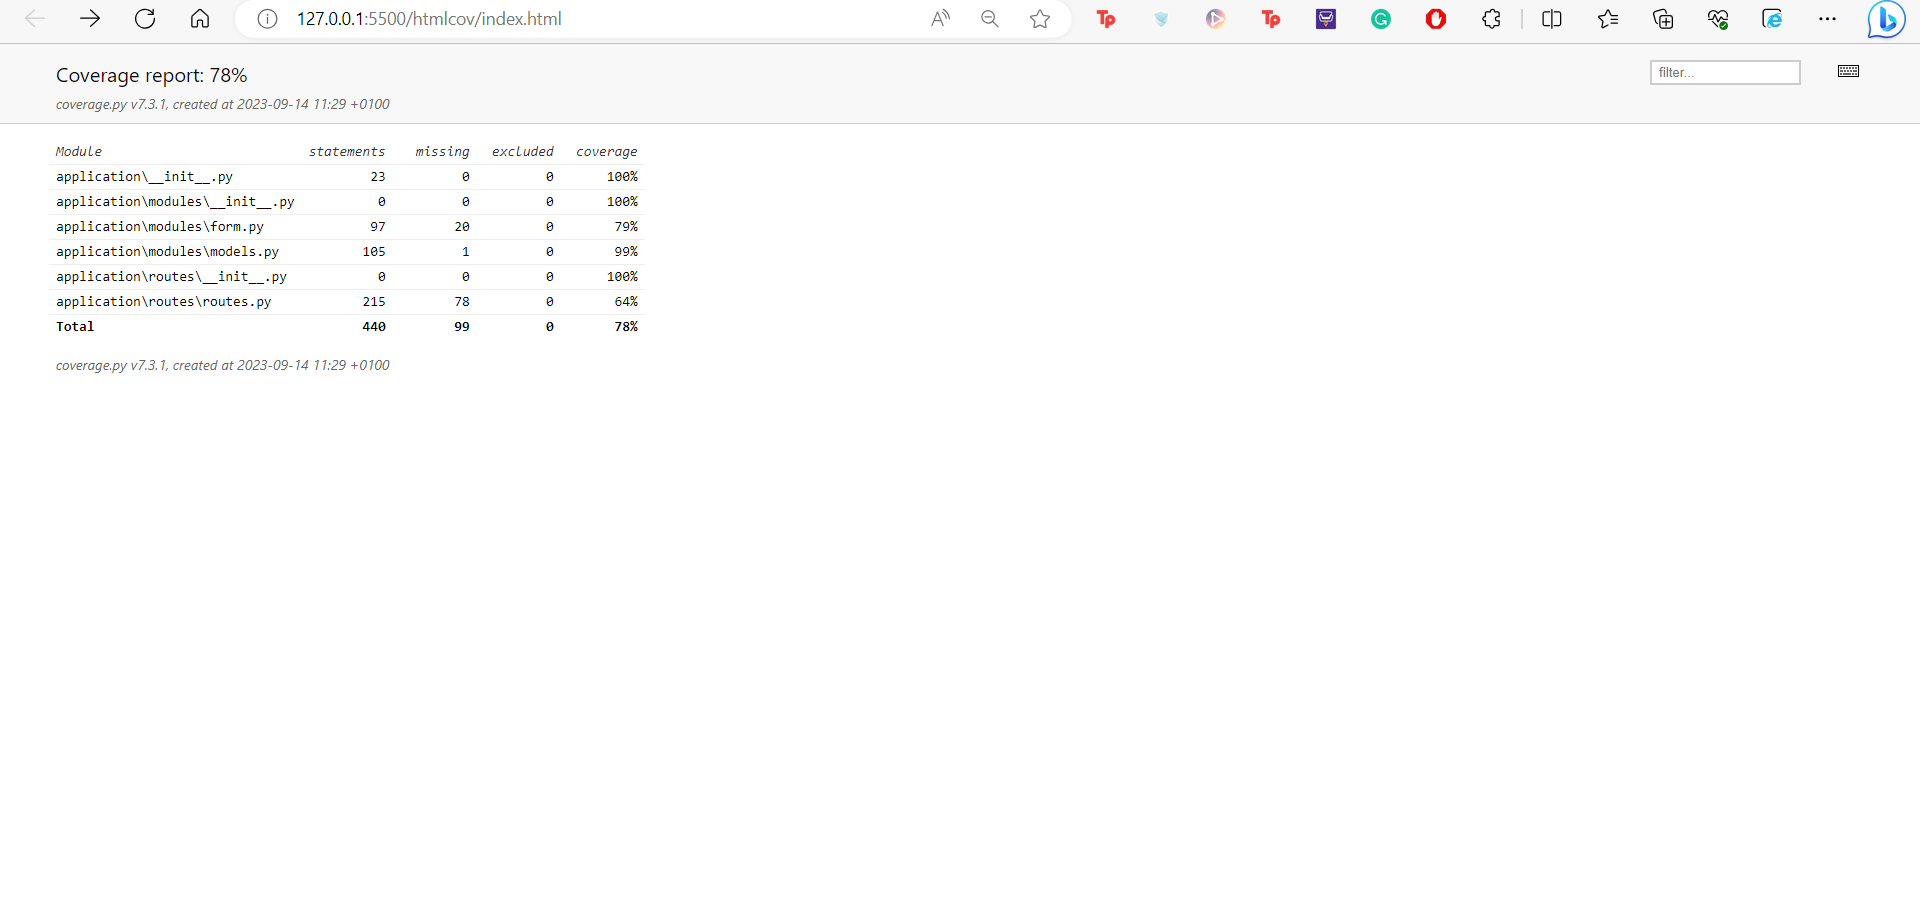 127.0.0.1:5500/htmlcov/index.html
Coverage report: 78%
filter...
coverage.py v7.3.1, created at 2023-09-14 11:29 +0100
Module statements missing excluded coverage
application\__init__.py 23 0 0 100%
application\modules\__init__.py 0 0 0 100%
application\modules\form.py 97 20 0 79%
application\modules\models.py 105 1 0 99%
application\routes\__init__.py 0 0 0 100%
application\routes\routes.py 215 78 0 64%
Total 440 99 0 78%
coverage.py v7.3.1, created at 2023-09-14 11:29 +0100